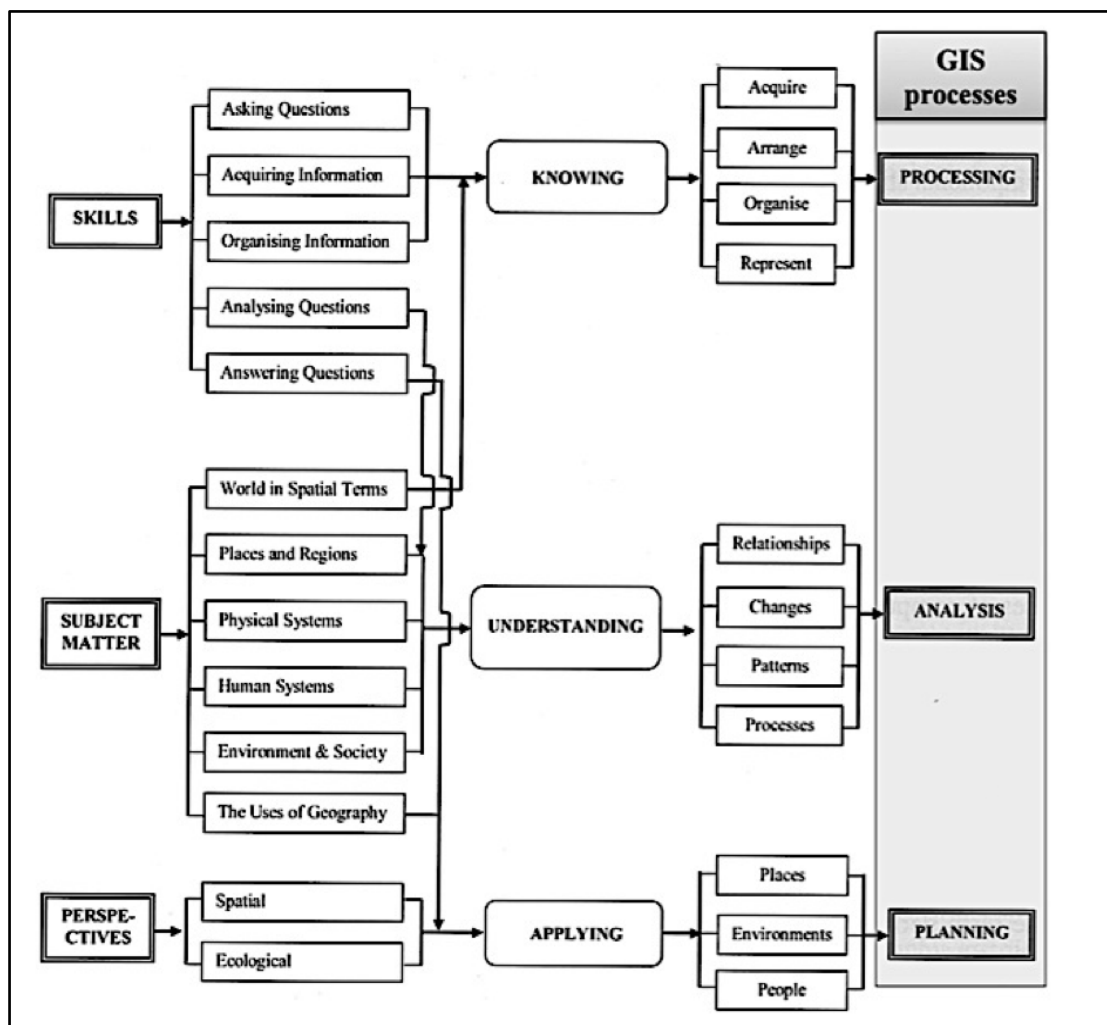 GIS
processes
Asking Questions
Acquiring Information
SKILLS
Organising Information
Analysing Questions
Answering Questions
World in Spatial Terms
Places and Regions
SUBJECT
MATTER
Physical Systems
Human Systems
Environment & Society
The Uses of Geography
PERSPE-
CTIVES
Spatial
Ecological
KNOWING
UNDERSTANDING
APPLYING
Acquire
Arrange
Organise
Represent
Relationships
Changes
Patterns
Processes
Places
Environments
People
PROCESSING
ANALYSIS
PLANNING